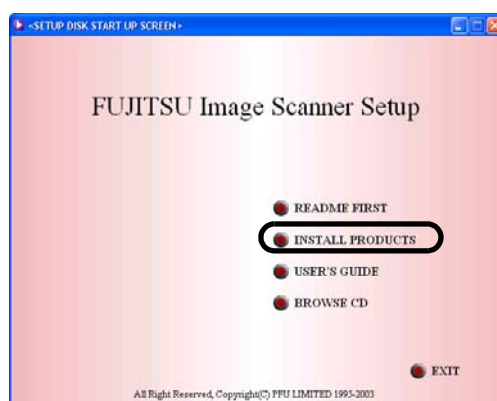 <SETUP DISK START UP SCREEN>
FUJITSU Image Scanner Setup
README FIRST
INSTALL PRODUCTS
USER'S GUIDE
BROWSE CD
EXIT
All Right Reserved, Copyright(C) PFU LIMITED 1995-2003